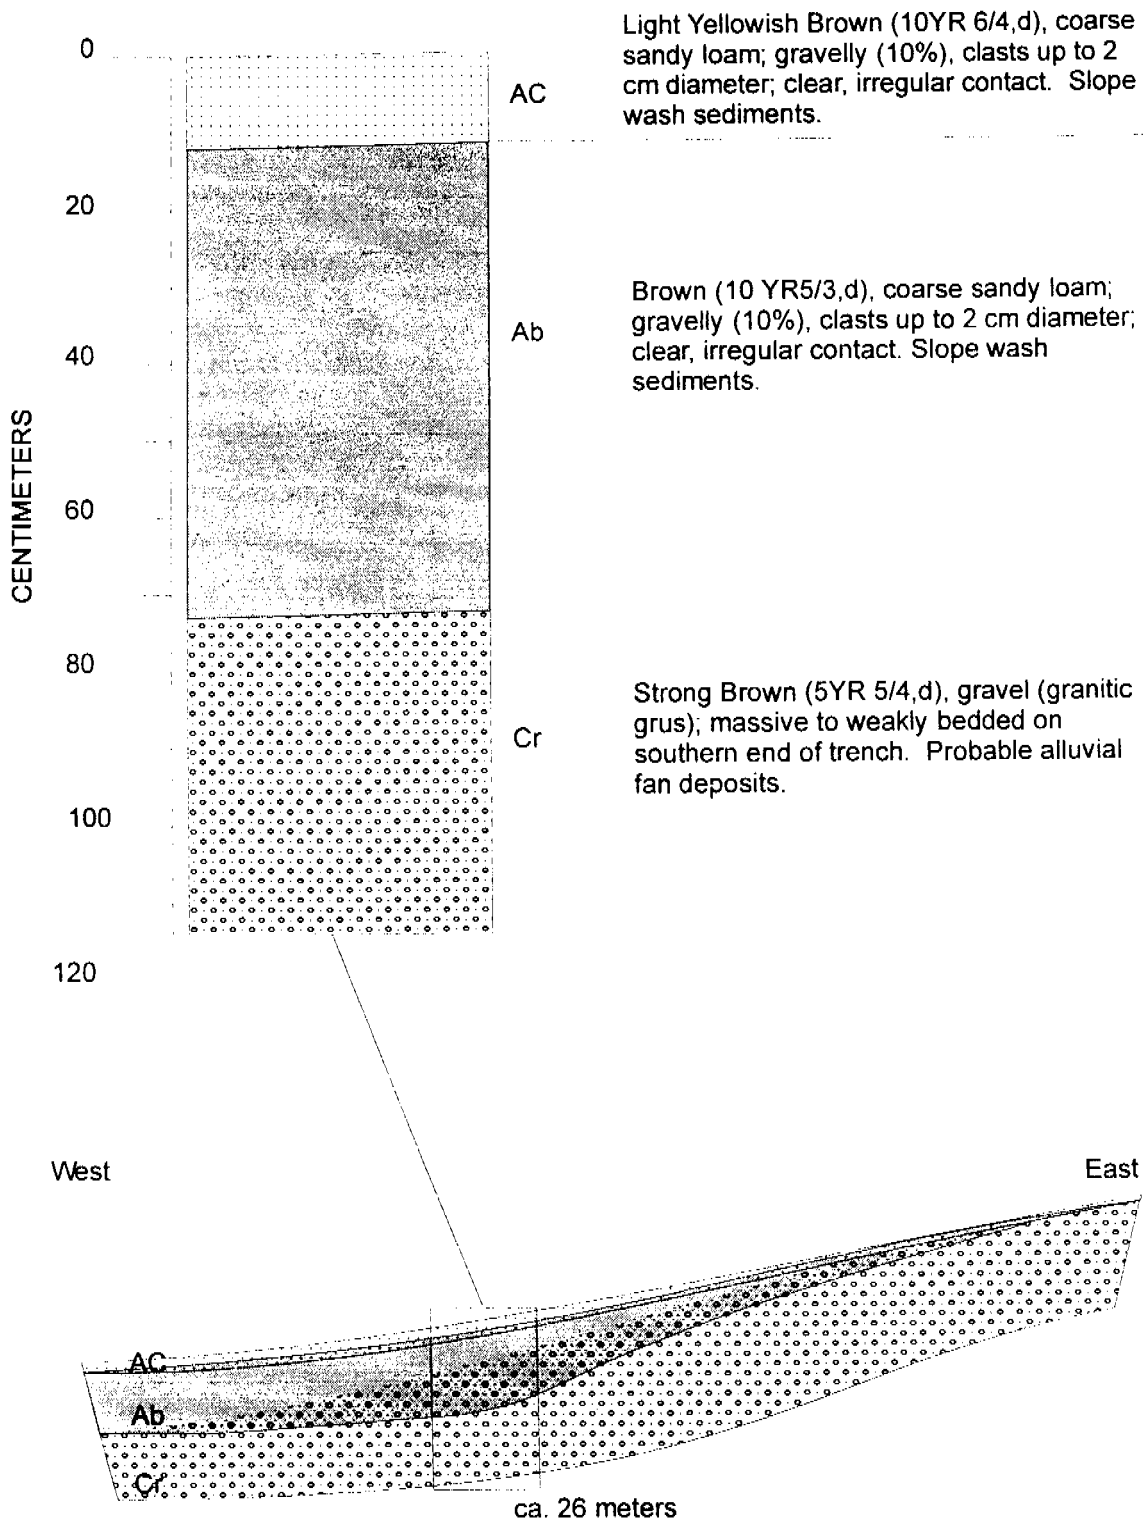 Light Yellowish Brown (10YR 6/4,d), coarse
sandy loam; gravelly (10%), clasts up to 2
cm diameter; clear, irregular contact. Slope
wash sediments.
0
AC
20
Brown (10 YR5/3,d), coarse sandy loam;
gravelly (10%), clasts up to 2 cm diameter;
clear, irregular contact. Slope wash
sediments.
Ab
40
CENTIMETERS
60
80
Strong Brown (5YR 5/4,d), gravel (granitic
grus); massive to weakly bedded on
southern end of trench. Probable alluvial
fan deposits.
Cr
100
120
West
East
AC
Ab
Cr
ca. 26 meters